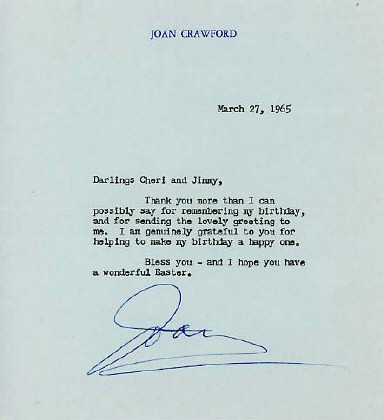 JOAN CRAWFORD
March 27, 1965
Darlings Cheri and Jimmy,
Thank you more than I can
possibly say for remembering my birthday,
and for sending the lovely greeting to
me. I am genuinely grateful to you for
helping to make my birthday a happy one.
Bless you - and I hope you have
a wonderful Easter.
Joan